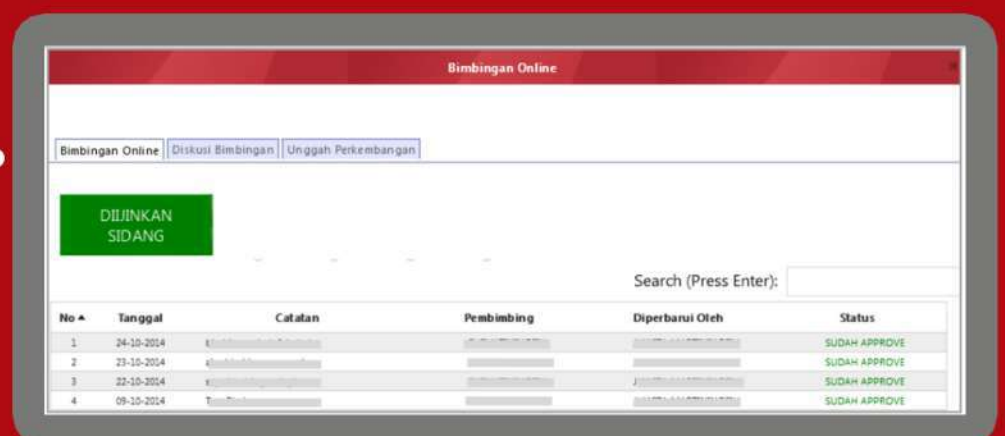 Bimbingan Online
Bimbingan Online Diskusi Bimbingan Unggah Perkembangan
DIIJINKAN
SIDANG
Search (Press Enter):
No Tanggal Catatan Pembimbing Diperbarui Oleh Status
1 24-10-2014 SUDAH APPROVE
2 23-10-2014 SUDAH APPROVE
3 22-10-2014 SUDAH APPROVE
4 09-10-2014 SUDAH APPROVE